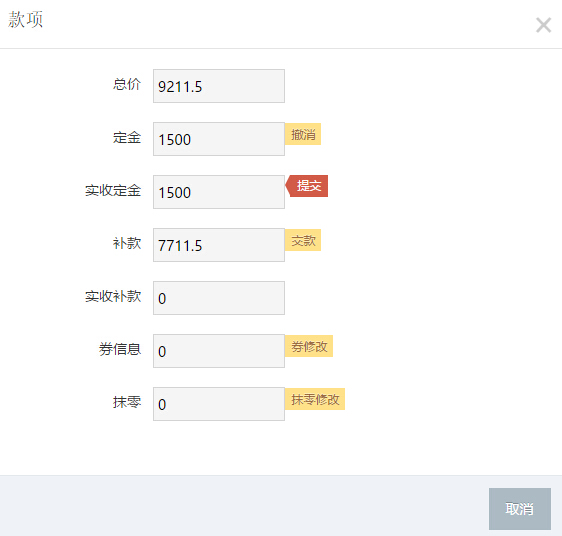 款项
总价 9211.5
定金 1500 撤消
实收定金 1500 提交
补款 7711.5 交款
实收补款 0
券信息 0 券修改
抹零 0 抹零修改
取消